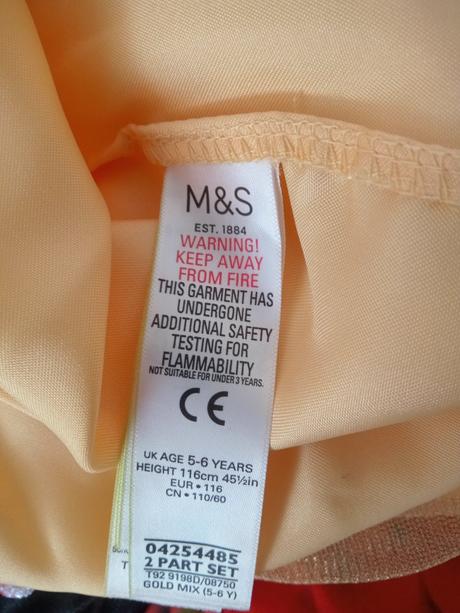 M&S
EST. 1884
WARNING!
KEEP AWAY
FROM FIRE
THIS GARMENT HAS
UNDERGONE
ADDITIONAL SAFETY
TESTING FOR
FLAMMABILITY
NOT SUITABLE FOR UNDER 3 YEARS.
CE
UK AGE 5-6 YEARS
HEIGHT 116cm 45½in
EUR • 116
CN • 110/60
04254485
2 PART SET
T92 9198D/08750
GOLD MIX (5-6 Y)